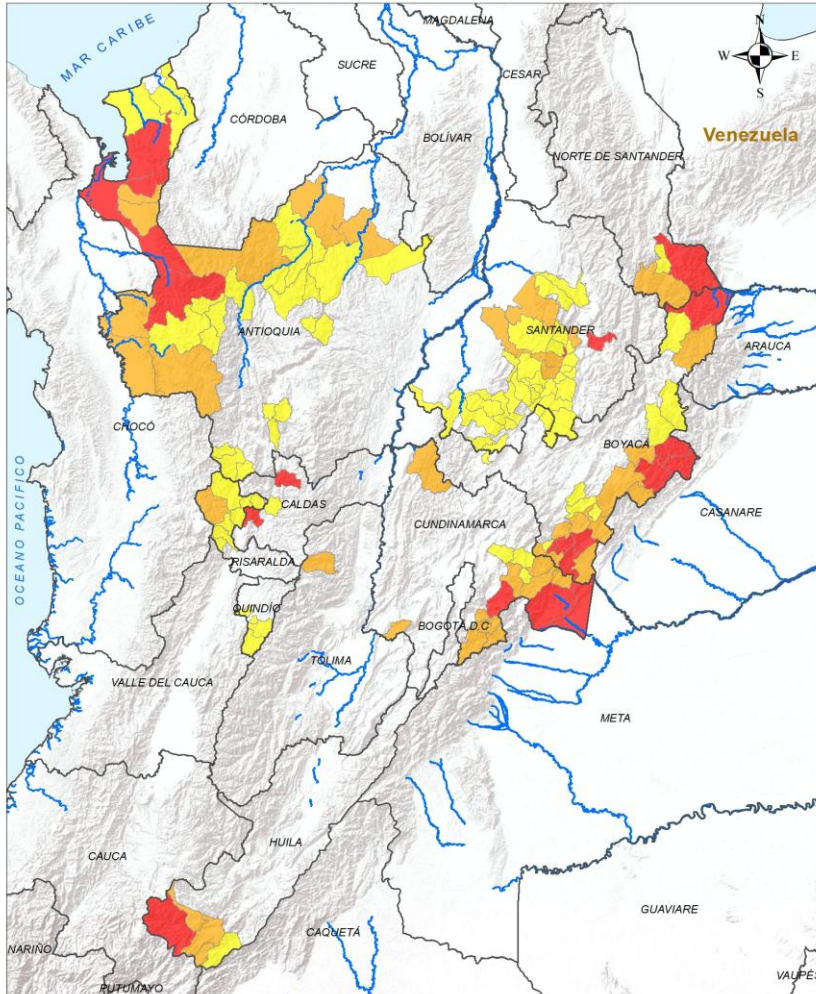 MAGDALENA
N
MAR CARIBE
SUCRE
W
E
CESAR
S
CÓRDOBA
BOLÍVAR
Venezuela
NORTE DE SANTANDER
SANTANDER
ANTIOQUIA
ARAUCA
CHOCÓ
BOYACÁ
CALDAS
CASANARE
CUNDINAMARCA
OCEANO PACIFICO
RISARALDA
QUINDÍO
BOGOTÁ, D.C
TOLIMA
VALLE DEL CAUCA
META
HUILA
CAUCA
GUAVIARE
CAQUETÁ
NARIÑO
PUTUMAYO
VAUPÉS